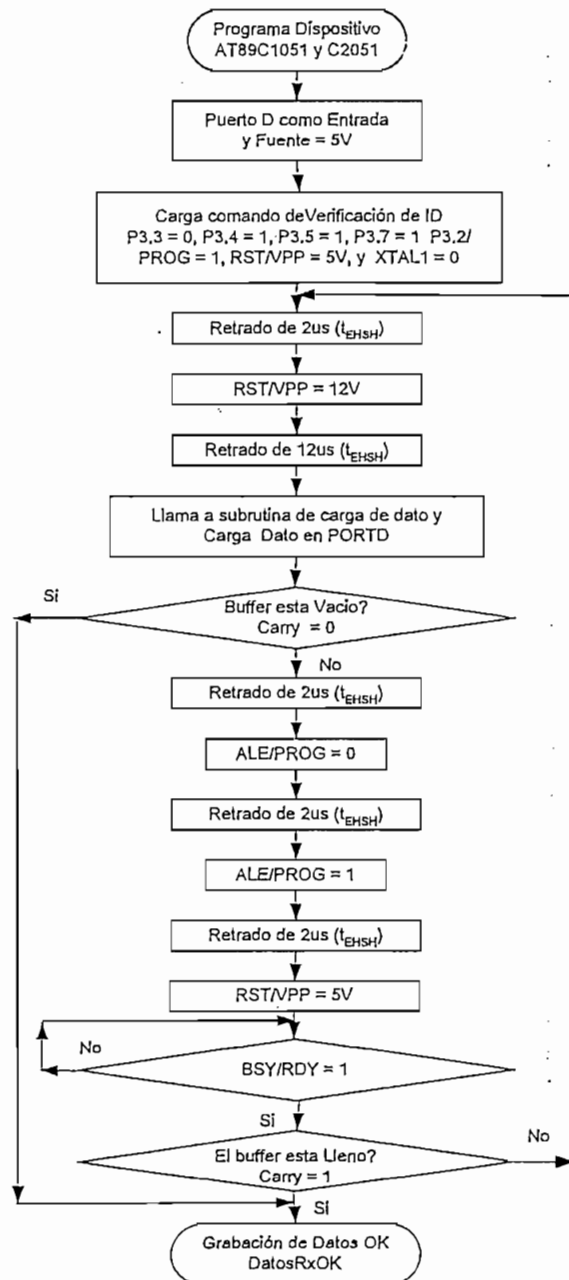 Programa Dispositivo
AT89C1051 y C2051
Puerto D como Entrada
y Fuente = 5V
Carga comando deVerificación de ID
P3.3 = 0, P3.4 = 1, P3.5 = 1, P3.7 = 1 P3.2/
PROG = 1, RST/VPP = 5V, y XTAL1 = 0
Retrado de 2us (tEHSH)
RST/VPP = 12V
Retrado de 12us (tEHSH)
Llama a subrutina de carga de dato y
Carga Dato en PORTD
Si
Buffer esta Vacio?
Carry = 0
No
Retrado de 2us (tEHSH)
ALE/PROG = 0
Retrado de 2us (tEHSH)
ALE/PROG = 1
Retrado de 2us (tEHSH)
RST/VPP = 5V
No
BSY/RDY = 1
Si
El buffer esta Lleno?
Carry = 1
No
Si
Grabación de Datos OK
DatosRxOK